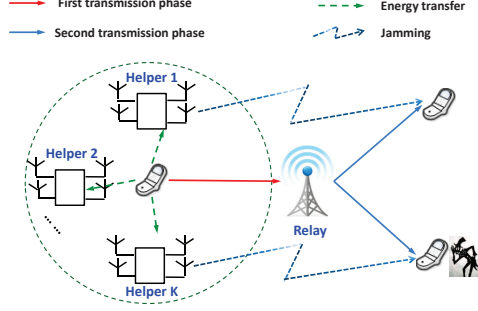 First transmission phase
Energy transfer
Second transmission phase
Jamming
Helper 1
Helper 2
Relay
Helper K